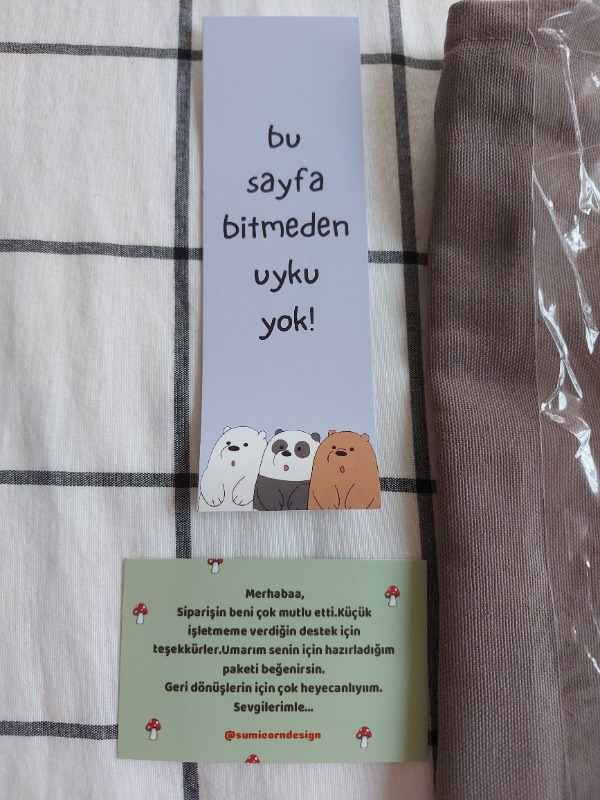 bu
sayfa
bitmeden
uyku
yok!
Merhabaa,
Siparişin beni çok mutlu etti.Küçük
işletmeme verdiğin destek için
teşekkürler.Umarım senin için hazırladığım
paketi beğenirsin.
Geri dönüşlerin için çok heyecanlıyıım.
Sevgilerimle...
@sumicorndesign